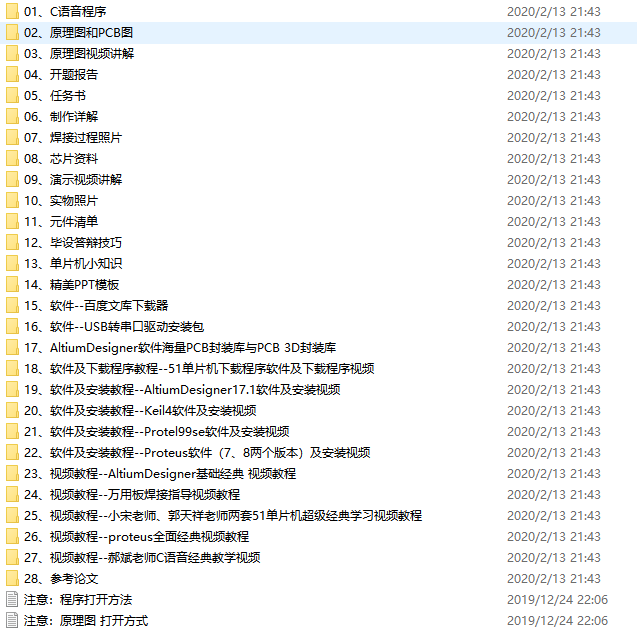 01、C语音程序 2020/2/13 21:43
02、原理图和PCB图 2020/2/13 21:43
03、原理图视频讲解 2020/2/13 21:43
04、开题报告 2020/2/13 21:43
05、任务书 2020/2/13 21:43
06、制作详解 2020/2/13 21:43
07、焊接过程照片 2020/2/13 21:43
08、芯片资料 2020/2/13 21:43
09、演示视频讲解 2020/2/13 21:43
10、实物照片 2020/2/13 21:43
11、元件清单 2020/2/13 21:43
12、毕设答辩技巧 2020/2/13 21:43
13、单片机小知识 2020/2/13 21:43
14、精美PPT模板 2020/2/13 21:43
15、软件--百度文库下载器 2020/2/13 21:43
16、软件--USB转串口驱动安装包 2020/2/13 21:43
17、AltiumDesigner软件海量PCB封装库与PCB 3D封装库 2020/2/13 21:43
18、软件及下载程序教程--51单片机下载程序软件及下载程序视频 2020/2/13 21:43
19、软件及安装教程--AltiumDesigner17.1软件及安装视频 2020/2/13 21:43
20、软件及安装教程--Keil4软件及安装视频 2020/2/13 21:43
21、软件及安装教程--Protel99se软件及安装视频 2020/2/13 21:43
22、软件及安装教程--Proteus软件（7、8两个版本）及安装视频 2020/2/13 21:43
23、视频教程--AltiumDesigner基础经典 视频教程 2020/2/13 21:43
24、视频教程--万用板焊接指导视频教程 2020/2/13 21:43
25、视频教程--小宋老师、郭天祥老师两套51单片机超级经典学习视频教程 2020/2/13 21:43
26、视频教程--proteus全面经典视频教程 2020/2/13 21:43
27、视频教程--郝斌老师C语音经典教学视频 2020/2/13 21:43
28、参考论文 2020/2/13 21:43
注意：程序打开方法 2019/12/24 22:06
注意：原理图 打开方式 2019/12/24 22:06